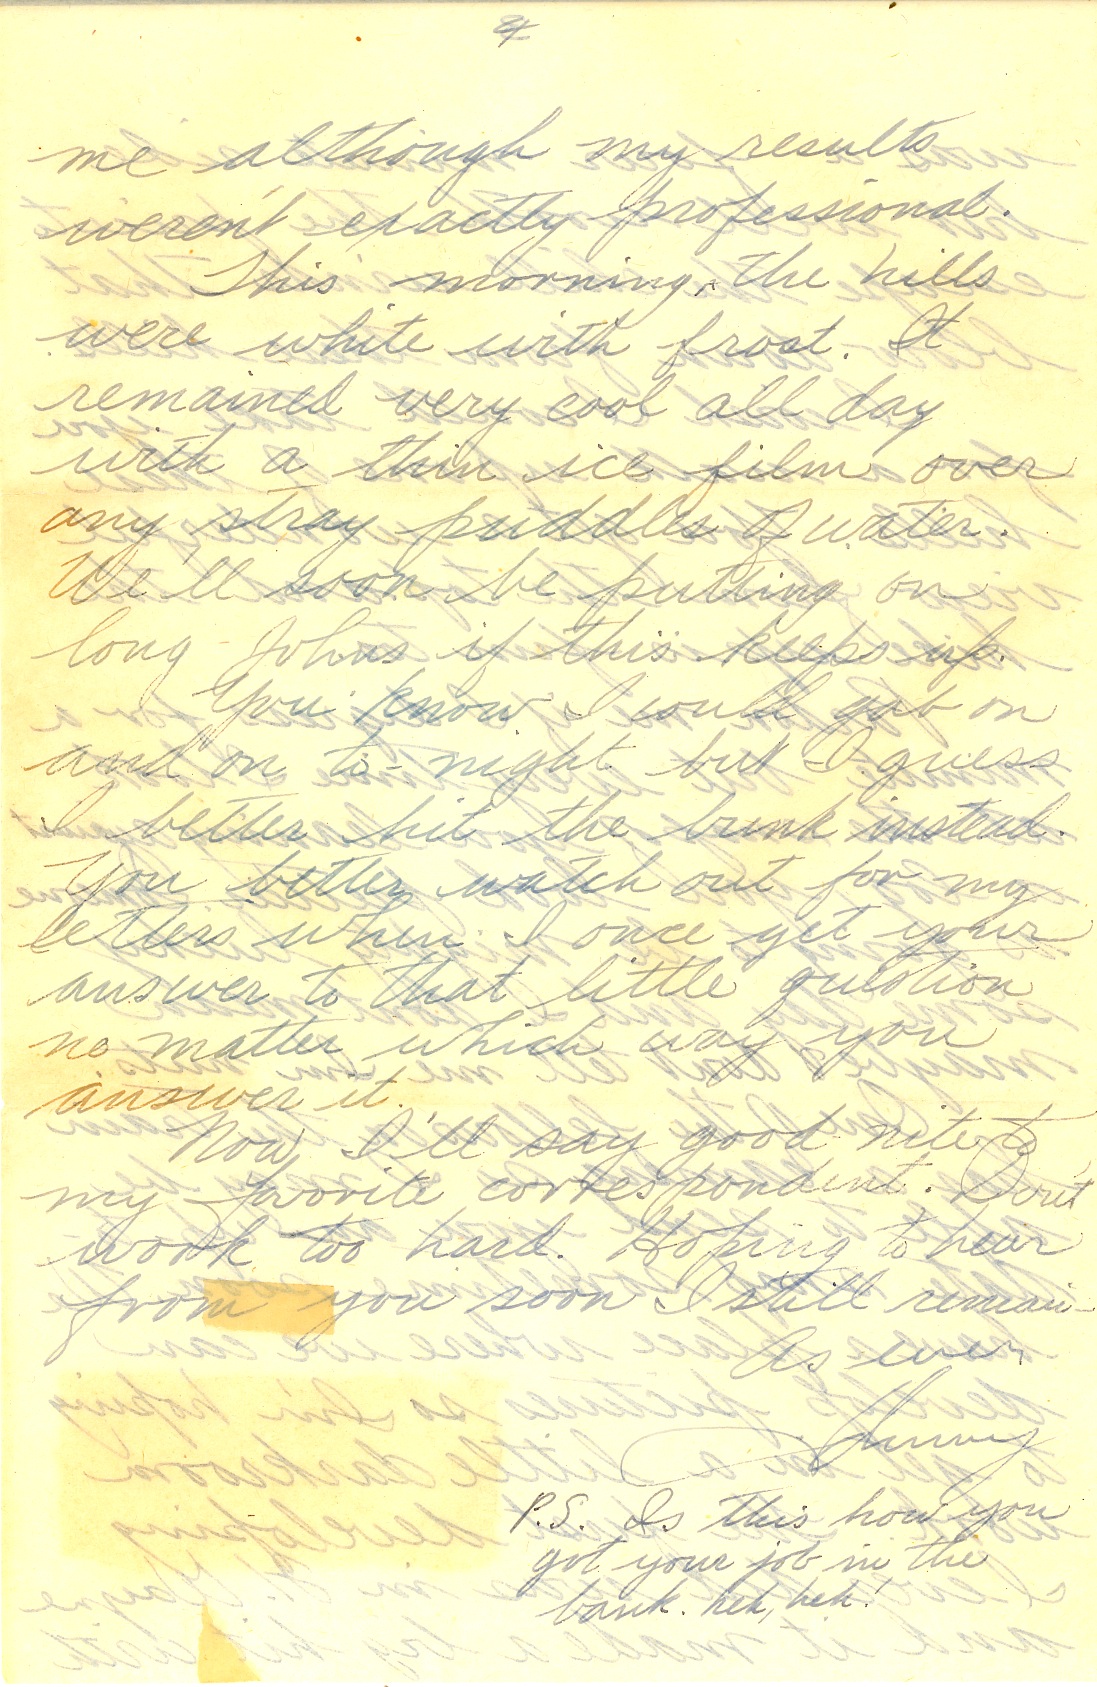 4
me although my results
weren't exactly professional.
This morning, the hills
were white with frost. It
remained very cool all day
with a thin ice film over
any stray puddles of water.
We'll soon be putting on
long Johns if this keeps up.
You know I could gab on
and on to-night but I guess
I better hit the bunk instead.
You better watch out for my
letters when I once get your
answer to that little question
no matter which way you
answer it.
Now I'll say good nite to
my favorite correspondent. Don't
work too hard. Hoping to hear
from you soon I still remain-
As ever,
P.S. Is this how you
got your job in the
bank. heh, heh!